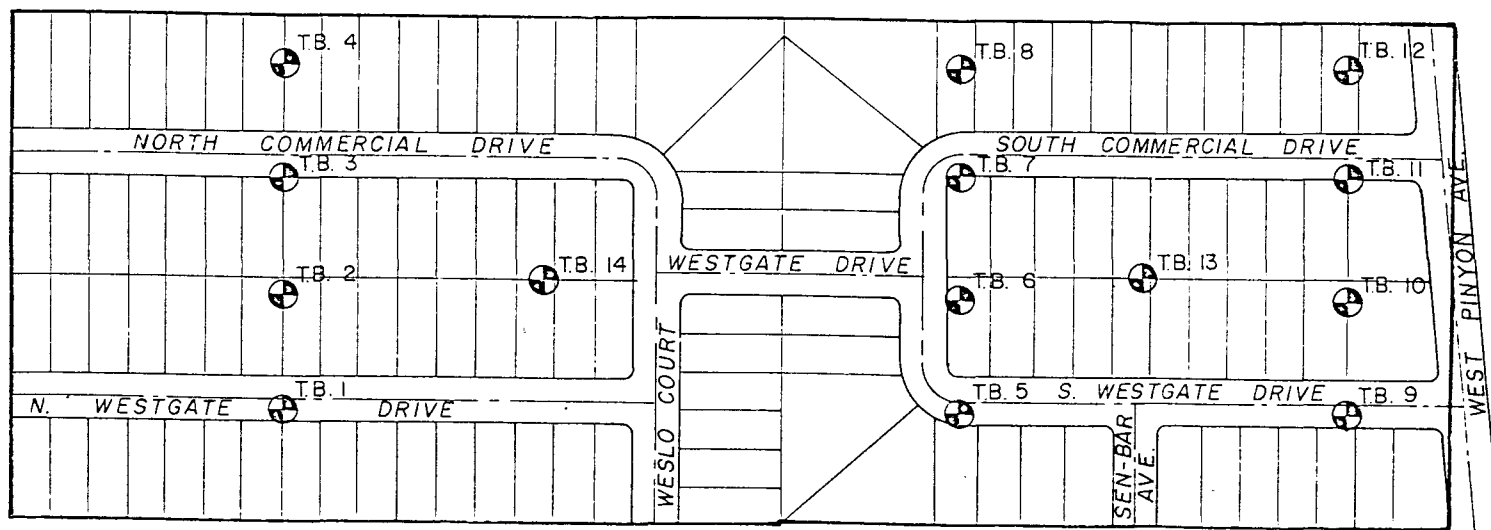 T.B. 4
T.B. 8
T.B. 12
NORTH COMMERCIAL DRIVE
SOUTH COMMERCIAL DRIVE
T.B. 3
T.B. 7
T.B. 11
WEST PINYON AVE.
T.B. 2
T.B. 14
WESTGATE DRIVE
T.B. 6
T.B. 13
T.B. 10
WESLO COURT
T.B. 1
N. WESTGATE DRIVE
T.B. 5
S. WESTGATE DRIVE
T.B. 9
SEN-BAR
AVE.